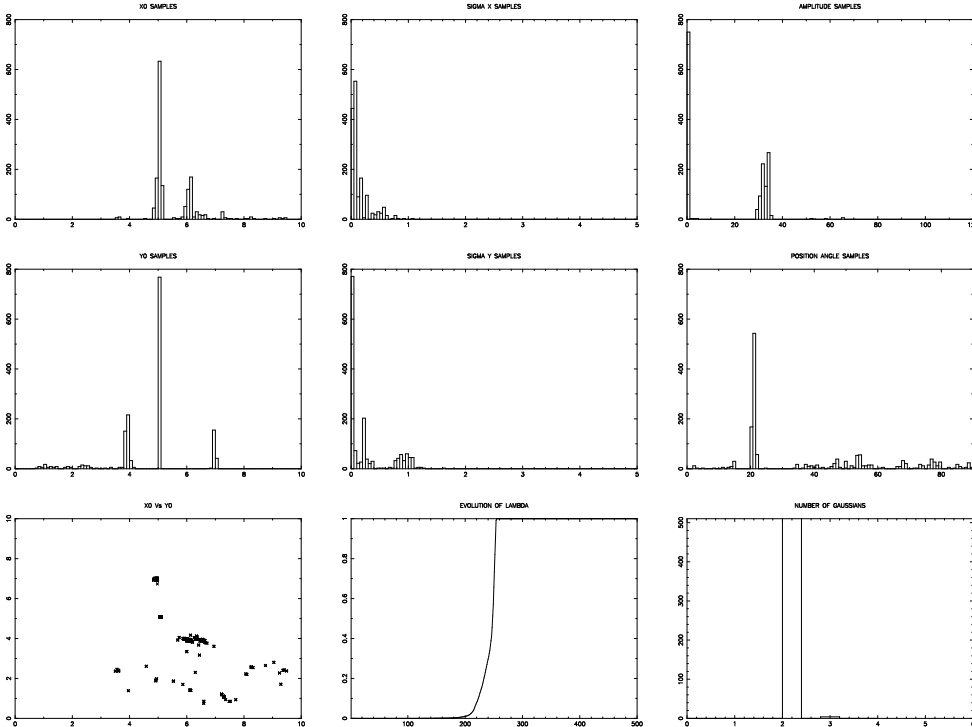 X0 SAMPLES
SIGMA X SAMPLES
AMPLITUDE SAMPLES
800
600
400
200
0
0 2 4 6 8 10
800
600
400
200
0
0 1 2 3 4 5
800
600
400
200
0
0 20 40 60 80 100 12
Y0 SAMPLES
SIGMA Y SAMPLES
POSITION ANGLE SAMPLES
800
600
400
200
0
0 2 4 6 8 10
800
600
400
200
0
0 1 2 3 4 5
800
600
400
200
0
0 20 40 60 80
X0 Vs Y0
EVOLUTION OF LAMBDA
NUMBER OF GAUSSIANS
10
8
6
4
2
0
0 2 4 6 8 10
1
0.8
0.6
0.4
0.2
0
100 200 300 400 500
500
400
300
200
100
0
0 1 2 3 4 5